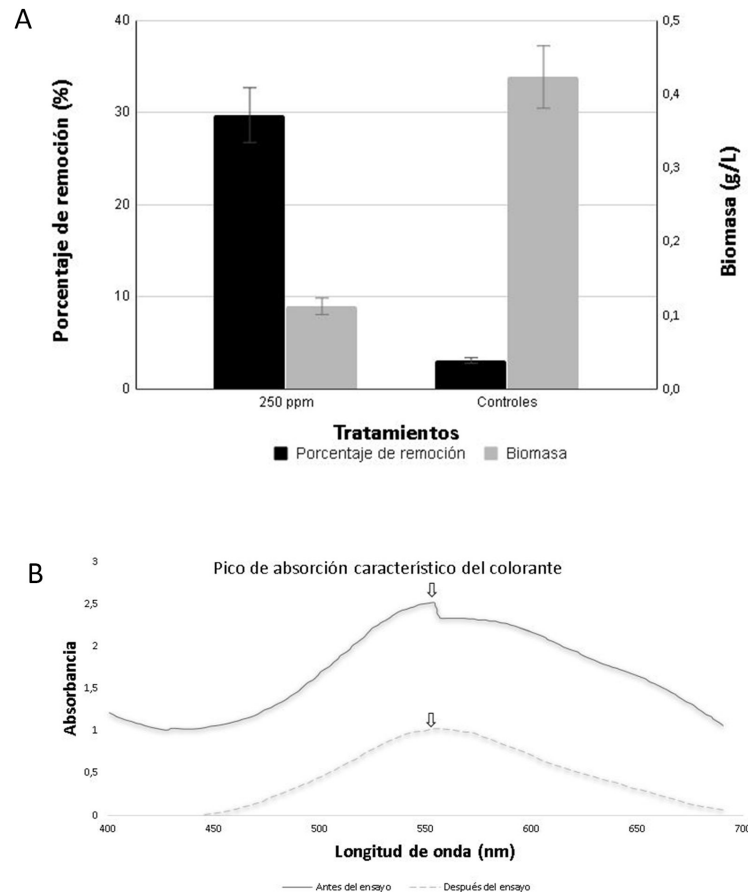 A
40
30
20
10
0
Porcentaje de remoción (%)
0,5
0,4
0,3
0,2
0,1
0,0
Biomasa (g/L)
250 ppm
Controles
Tratamientos
Porcentaje de remoción
Biomasa
B
Pico de absorción característico del colorante
3
2,5
2
1,5
1
0,5
0
Absorbancia
400
450
500
550
600
650
700
Longitud de onda (nm)
Antes del ensayo
Después del ensayo